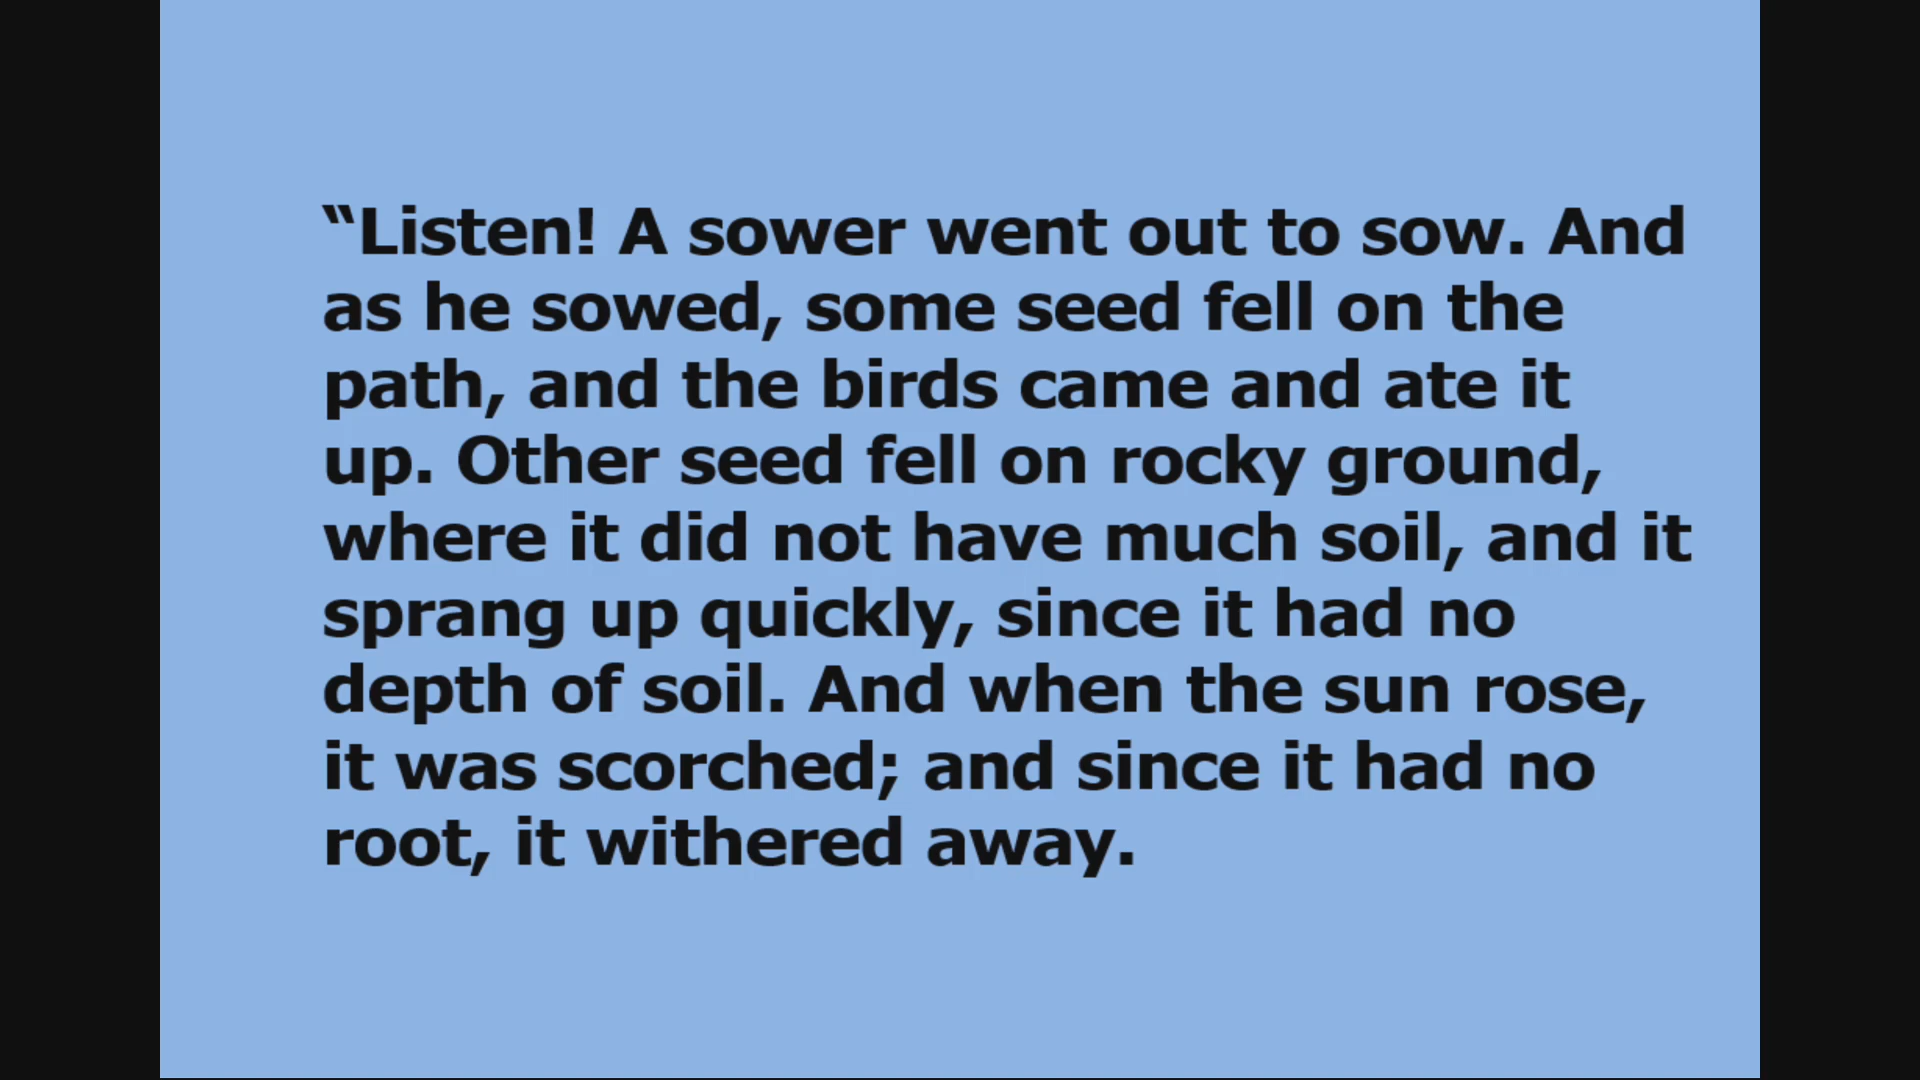 “Listen! A sower went out to sow. And
as he sowed, some seed fell on the
path, and the birds came and ate it
up. Other seed fell on rocky ground,
where it did not have much soil, and it
sprang up quickly, since it had no
depth of soil. And when the sun rose,
it was scorched; and since it had no
root, it withered away.